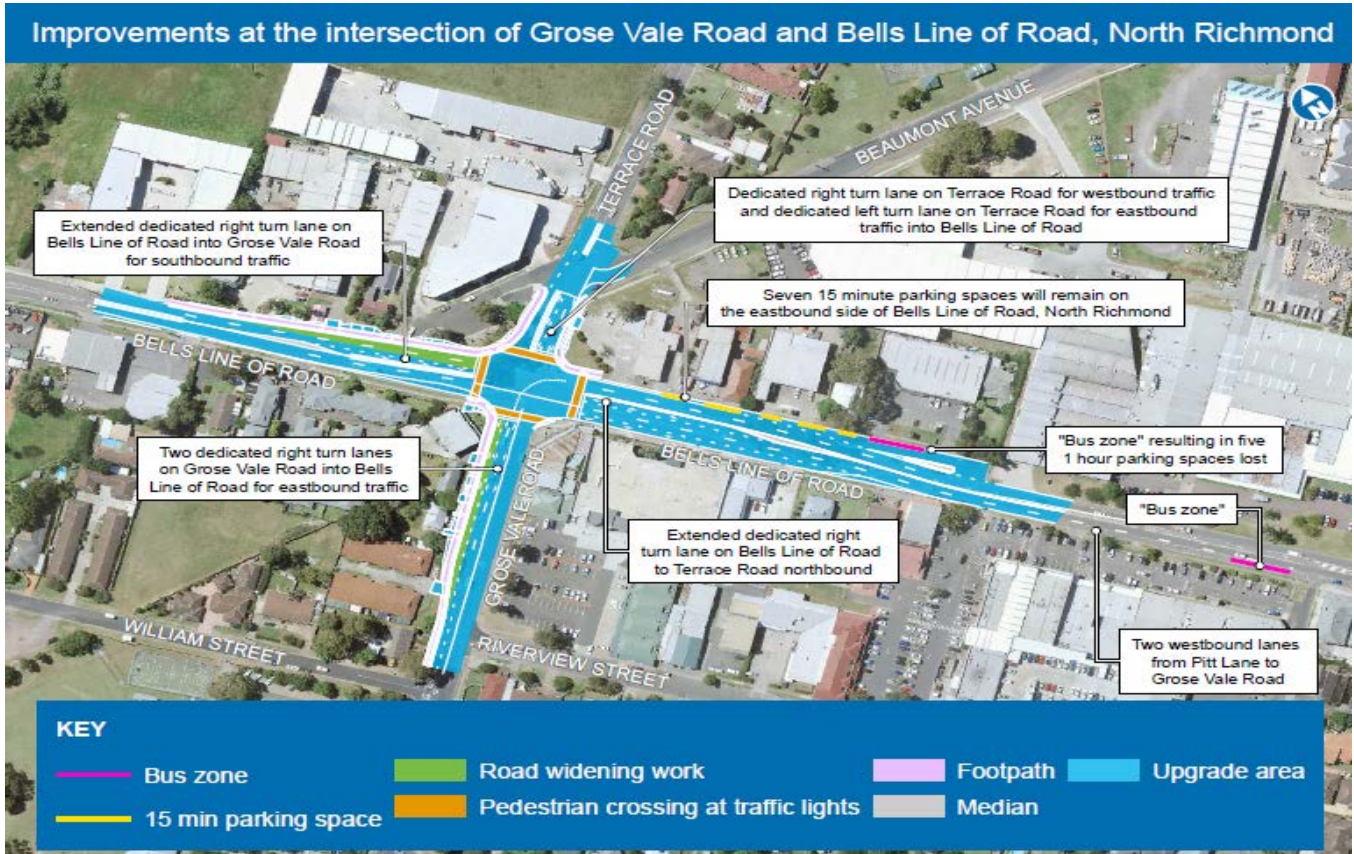 Improvements at the intersection of Grose Vale Road and Bells Line of Road, North Richmond
TERRACE ROAD
BEAUMONT AVENUE
Dedicated right turn lane on Terrace Road for westbound traffic
and dedicated left turn lane on Terrace Road for eastbound
traffic into Bells Line of Road
Extended dedicated right turn lane on
Bells Line of Road into Grose Vale Road
for southbound traffic
Seven 15 minute parking spaces will remain on
the eastbound side of Bells Line of Road, North Richmond
BELLS LINE OF ROAD
Two dedicated right turn lanes
on Grose Vale Road into Bells
Line of Road for eastbound traffic
GROSE VALE ROAD
BELLS LINE OF ROAD
"Bus zone" resulting in five
1 hour parking spaces lost
"Bus zone"
Extended dedicated right
turn lane on Bells Line of Road
to Terrace Road northbound
WILLIAM STREET
RIVERVIEW STREET
Two westbound lanes
from Pitt Lane to
Grose Vale Road
KEY
Bus zone
Road widening work
Footpath
Upgrade area
15 min parking space
Pedestrian crossing at traffic lights
Median